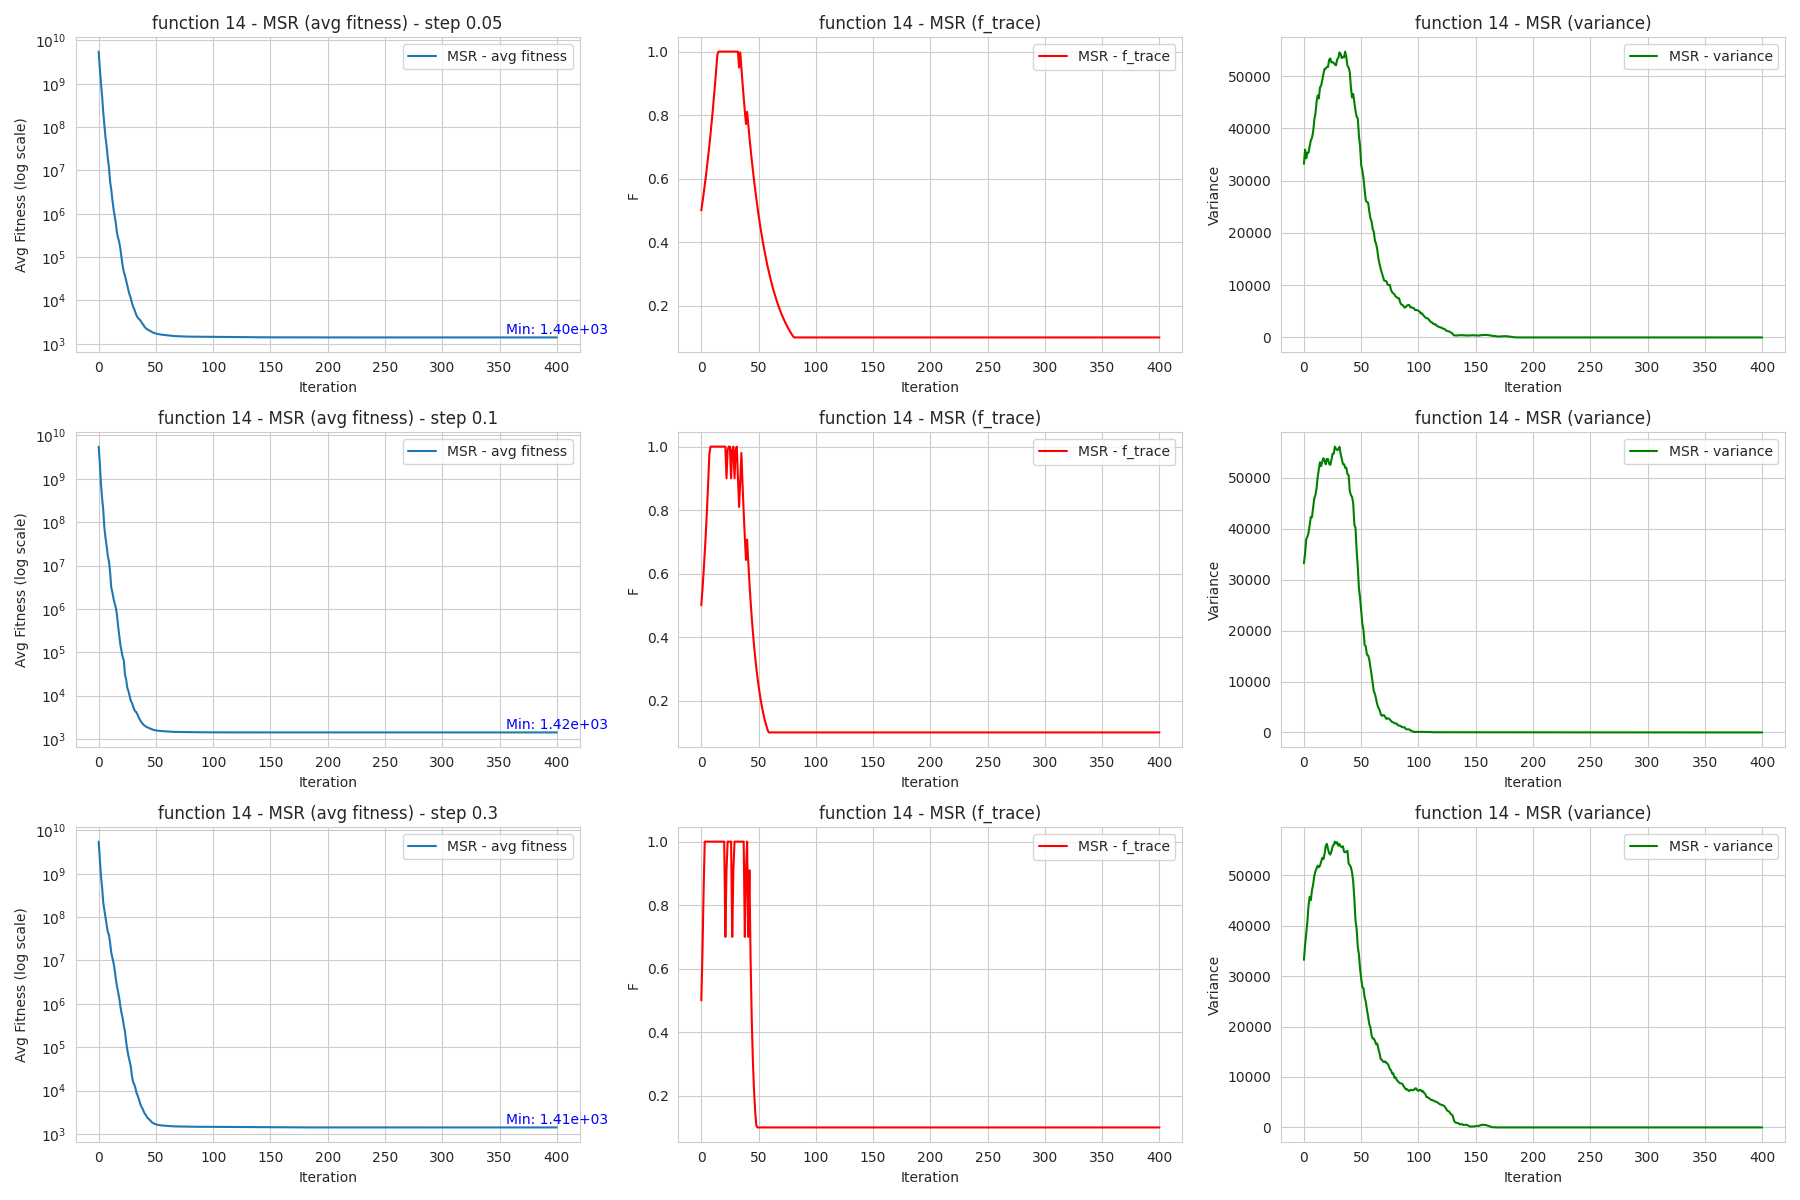 function 14 - MSR (avg fitness) - step 0.05
MSR - avg fitness
Avg Fitness (log scale)
10^10
10^9
10^8
10^7
10^6
10^5
10^4
10^3
Min: 1.40e+03
0 50 100 150 200 250 300 350 400
Iteration
function 14 - MSR (f_trace)
MSR - f_trace
F
1.0
0.8
0.6
0.4
0.2
0 50 100 150 200 250 300 350 400
Iteration
function 14 - MSR (variance)
MSR - variance
Variance
50000
40000
30000
20000
10000
0
0 50 100 150 200 250 300 350 400
Iteration
function 14 - MSR (avg fitness) - step 0.1
MSR - avg fitness
Avg Fitness (log scale)
10^10
10^9
10^8
10^7
10^6
10^5
10^4
10^3
Min: 1.42e+03
0 50 100 150 200 250 300 350 400
Iteration
function 14 - MSR (f_trace)
MSR - f_trace
F
1.0
0.8
0.6
0.4
0.2
0 50 100 150 200 250 300 350 400
Iteration
function 14 - MSR (variance)
MSR - variance
Variance
50000
40000
30000
20000
10000
0
0 50 100 150 200 250 300 350 400
Iteration
function 14 - MSR (avg fitness) - step 0.3
MSR - avg fitness
Avg Fitness (log scale)
10^10
10^9
10^8
10^7
10^6
10^5
10^4
10^3
Min: 1.41e+03
0 50 100 150 200 250 300 350 400
Iteration
function 14 - MSR (f_trace)
MSR - f_trace
F
1.0
0.8
0.6
0.4
0.2
0 50 100 150 200 250 300 350 400
Iteration
function 14 - MSR (variance)
MSR - variance
Variance
50000
40000
30000
20000
10000
0
0 50 100 150 200 250 300 350 400
Iteration